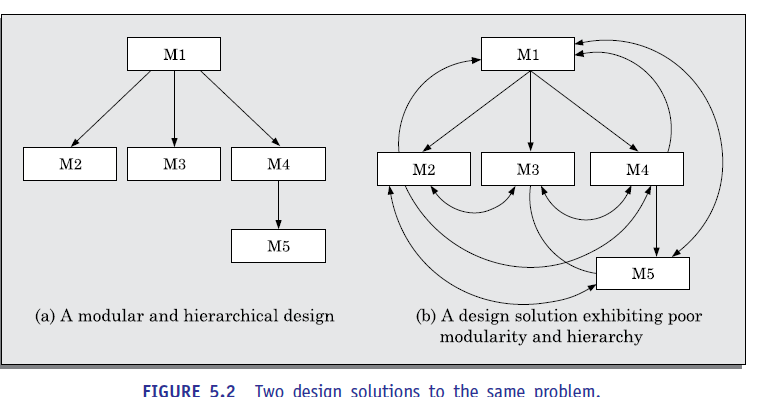 M1
M2
M3
M4
M5
(a) A modular and hierarchical design
M1
M2
M3
M4
M5
(b) A design solution exhibiting poor
modularity and hierarchy
FIGURE 5.2 Two design solutions to the same problem.